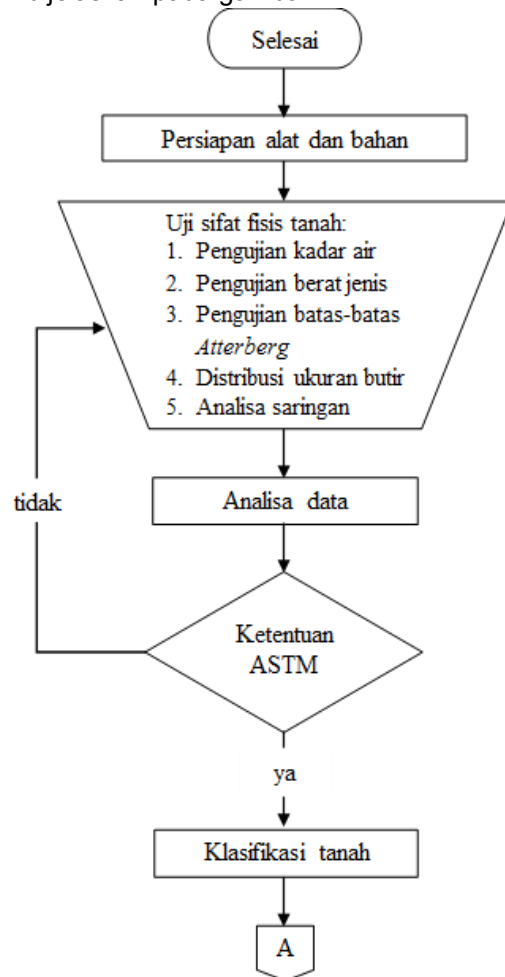 Selesai
Persiapan alat dan bahan
Uji sifat fisis tanah:
1. Pengujian kadar air
2. Pengujian berat jenis
3. Pengujian batas-batas
Atterberg
4. Distribusi ukuran butir
5. Analisa saringan
tidak
Analisa data
Ketentuan
ASTM
ya
Klasifikasi tanah
A